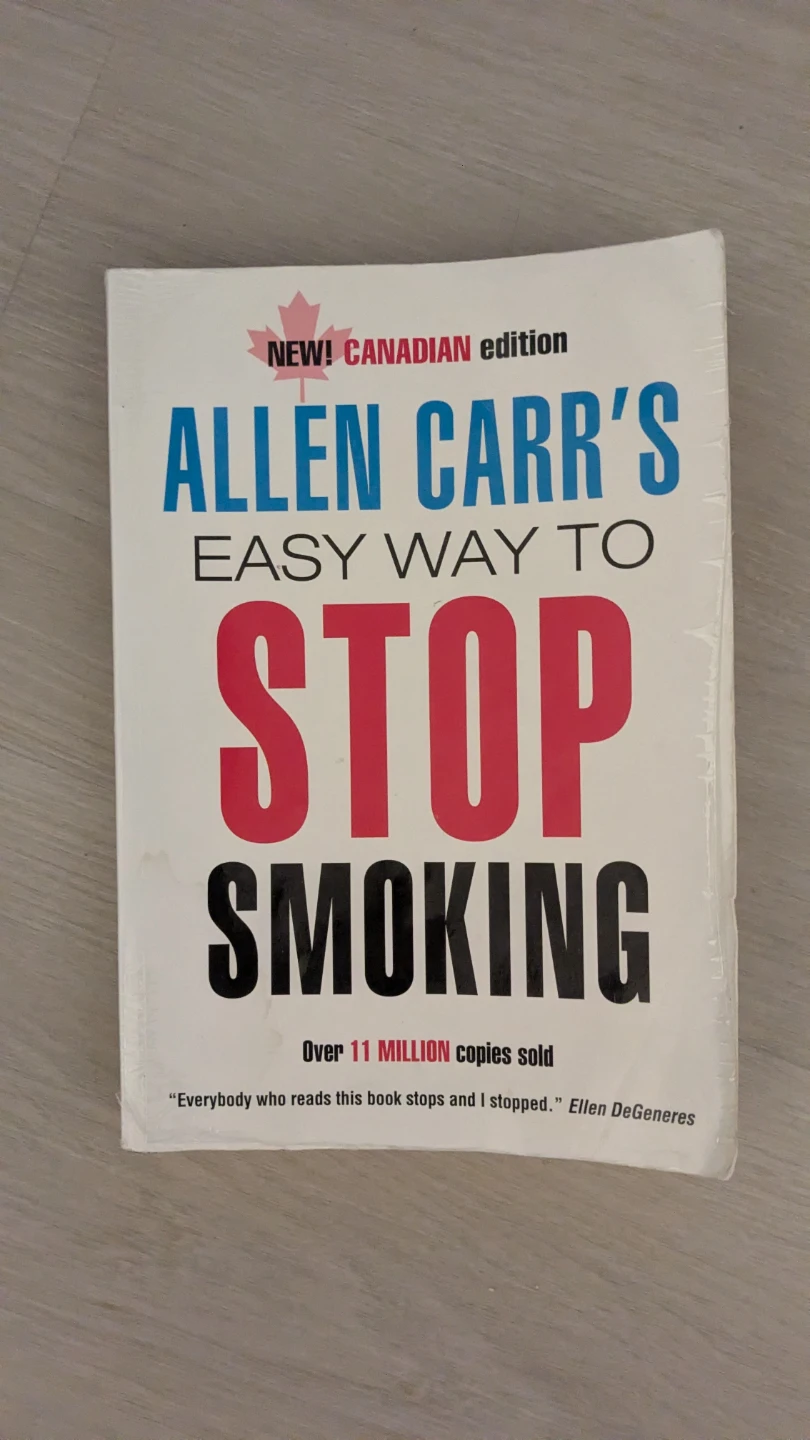 NEW! CANADIAN edition
ALLEN CARR'S
EASY WAY TO
STOP
SMOKING
Over 11 MILLION copies sold
“Everybody who reads this book stops and I stopped.” Ellen DeGeneres